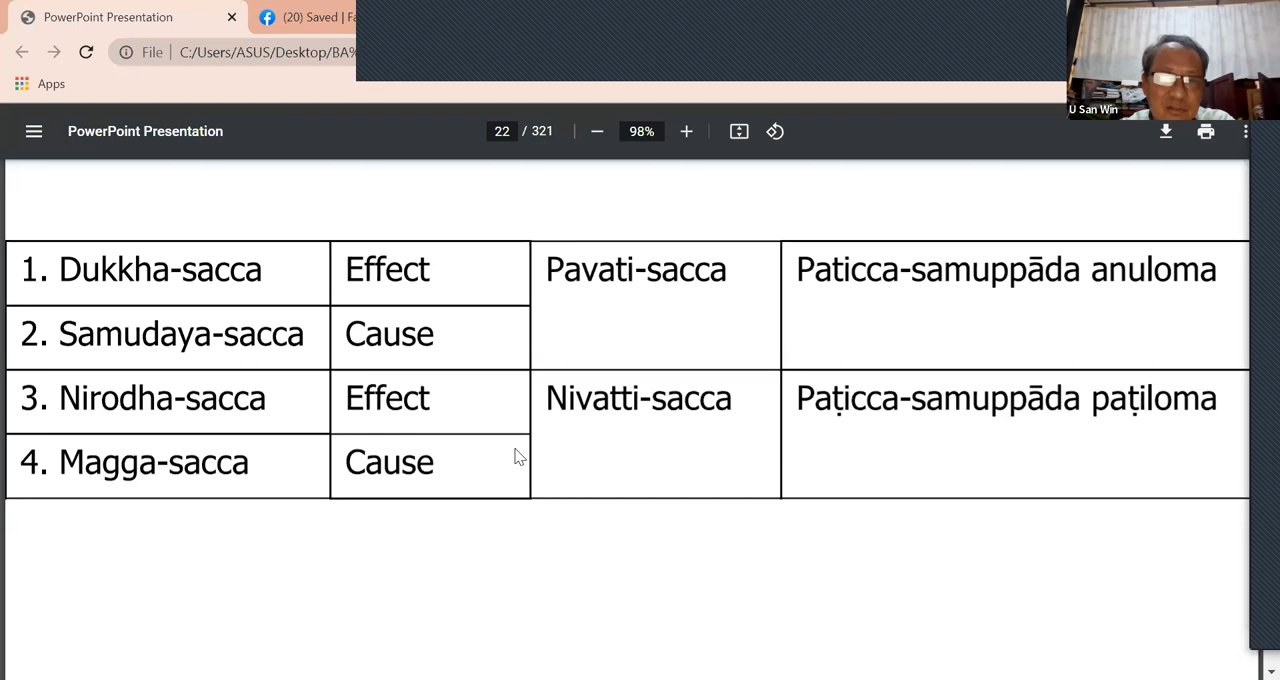 PowerPoint Presentation
(20) Saved | Fa
File | C:/Users/ASUS/Desktop/BA%
Apps
U San Win
PowerPoint Presentation
22 / 321
98%
1. Dukkha-sacca Effect Pavati-sacca Paticca-samuppāda anuloma
2. Samudaya-sacca Cause
3. Nirodha-sacca Effect Nivatti-sacca Paṭicca-samuppāda paṭiloma
4. Magga-sacca Cause